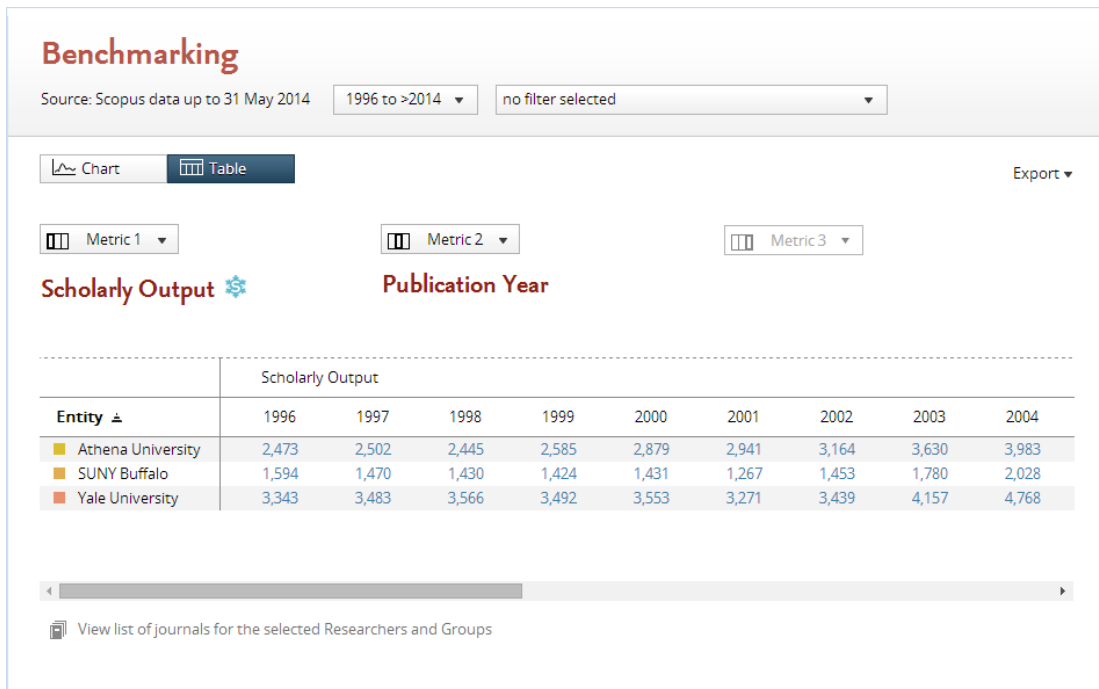 Benchmarking
Source: Scopus data up to 31 May 2014 1996 to >2014 no filter selected
Chart Table Export
Metric 1 Metric 2 Metric 3
Scholarly Output Publication Year
Scholarly Output
Entity 1996 1997 1998 1999 2000 2001 2002 2003 2004
Athena University 2,473 2,502 2,445 2,585 2,879 2,941 3,164 3,630 3,983
SUNY Buffalo 1,594 1,470 1,430 1,424 1,431 1,267 1,453 1,780 2,028
Yale University 3,343 3,483 3,566 3,492 3,553 3,271 3,439 4,157 4,768
View list of journals for the selected Researchers and Groups